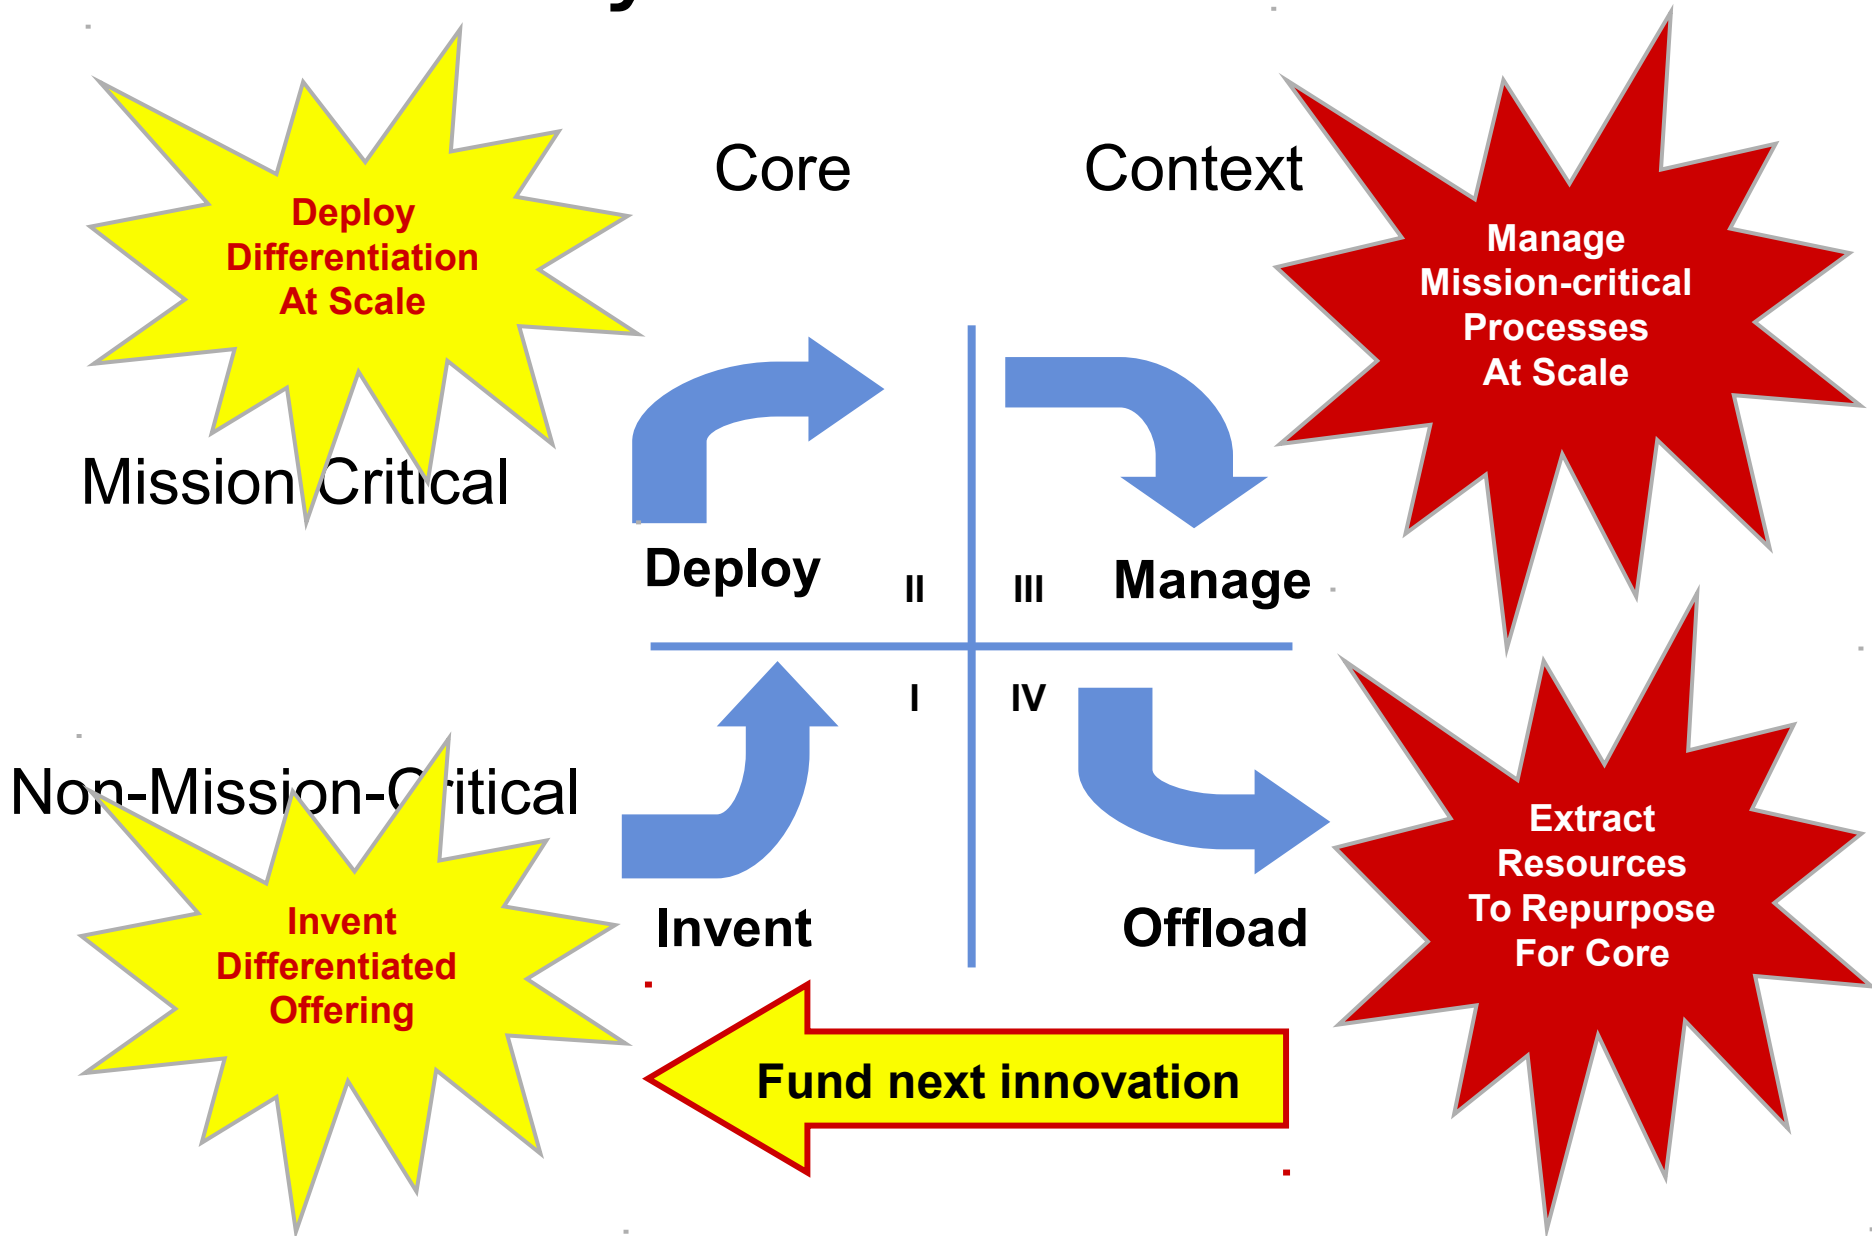 Core
Context
Deploy
Differentiation
At Scale
Manage
Mission-critical
Processes
At Scale
Mission Critical
Deploy
II
III
Manage
I
IV
Non-Mission-Critical
Extract
Resources
To Repurpose
For Core
Invent
Differentiated
Offering
Invent
Offload
Fund next innovation